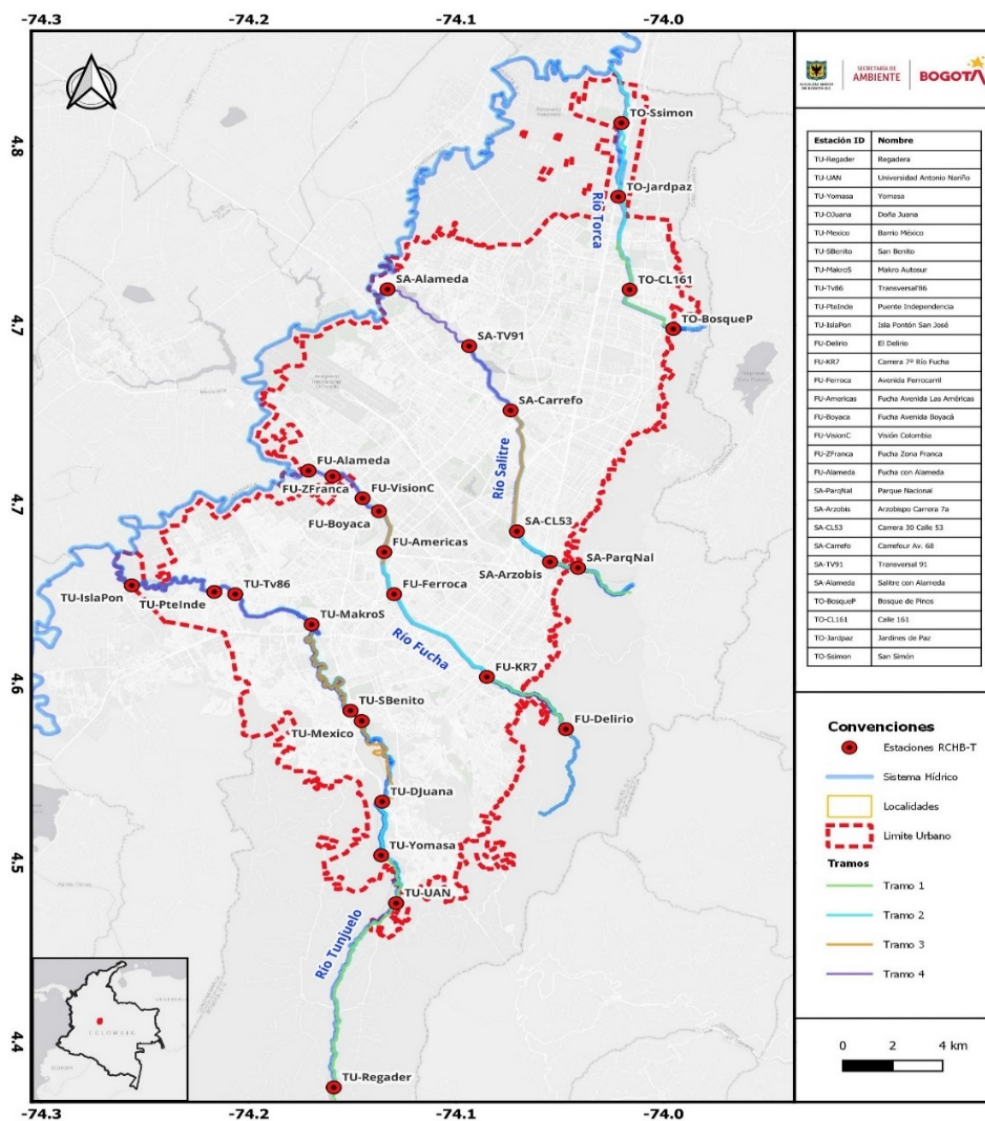 -74.3
-74.2
-74.1
-74.0
4.8
4.7
4.7
4.6
4.5
4.4
TO-Ssimon
TO-Jardpaz
Río Torca
SA-Alameda
TO-CL161
TO-BosqueP
SA-TV91
SA-Carrefo
Río Salitre
FU-Alameda
FU-ZFranca
FU-VisionC
FU-Boyaca
SA-CL53
FU-Americas
SA-Arzobis
SA-ParqNal
TU-IslaPon
TU-PteInde
TU-Tv86
FU-Ferroca
TU-MakroS
Río Fucha
FU-KR7
TU-SBenito
TU-Mexico
FU-Delirio
TU-DJuana
TU-Yomasa
TU-UAN
Río Tunjuelo
TU-Regader
COLOMBIA
-74.3
-74.2
-74.1
-74.0
SECRETARÍA DE
AMBIENTE
BOGOTÁ
Estación ID Nombre
TU-Regader Regadera
TU-UAN Universidad Antonio Nariño
TU-Yomasa Yomasa
TU-DJuana Doña Juana
TU-Mexico Barrio México
TU-SBenito San Benito
TU-MakroS Makro Autosur
TU-Tv86 Transversal 86
TU-PteInde Puente Independencia
TU-IslaPon Isla Pontón San José
FU-Delirio El Delirio
FU-KR7 Carrera 7ª Río Fucha
FU-Ferroca Avenida Ferrocarril
FU-Americas Fucha Avenida Las Américas
FU-Boyaca Fucha Avenida Boyacá
FU-VisionC Visión Colombia
FU-ZFranca Fucha Zona Franca
FU-Alameda Fucha con Alameda
SA-ParqNal Parque Nacional
SA-Arzobis Arzobispo Carrera 7a
SA-CL53 Carrera 30 Calle 53
SA-Carrefo Carrefour Av. 68
SA-TV91 Transversal 91
SA-Alameda Salitre con Alameda
TO-BosqueP Bosque de Pinos
TO-CL161 Calle 161
TO-Jardpaz Jardines de Paz
TO-Ssimon San Simón
Convenciones
Estaciones RCHB-T
Sistema Hídrico
Localidades
Limite Urbano
Tramos
Tramo 1
Tramo 2
Tramo 3
Tramo 4
0 2 4 km